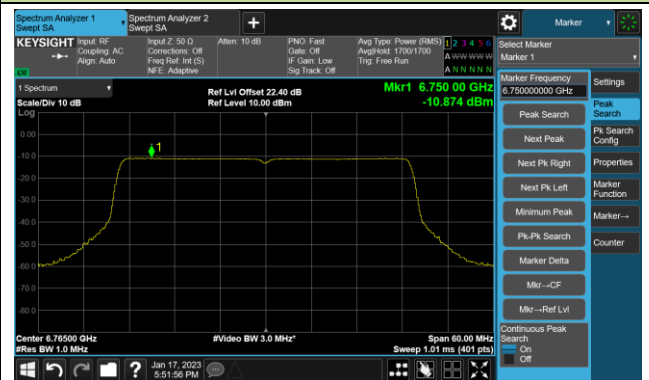 Spectrum Analyzer 1
Swept SA
Spectrum Analyzer 2
Swept SA
+
Marker
KEYSIGHT
Input: RF
Coupling: AC
Align: Auto
Input Z: 50 Ω
Corrections: Off
Freq Ref: Int (S)
NFE: Adaptive
Atten: 10 dB
PNO: Fast
Gate: Off
IF Gain: Low
Sig Track: Off
Avg Type: Power (RMS)
Avg|Hold: 1700/1700
Trig: Free Run
1 2 3 4 5 6
A W W W W W
A N N N N N
Select Marker
Marker 1
1 Spectrum
Scale/Div 10 dB
Log
Ref Lvl Offset 22.40 dB
Ref Level 10.00 dBm
Mkr1 6.750 00 GHz
-10.874 dBm
0.00
-10.0
-20.0
-30.0
-40.0
-50.0
-60.0
-70.0
-80.0
1
Center 6.76500 GHz
#Res BW 1.0 MHz
#Video BW 3.0 MHz*
Span 60.00 MHz
Sweep 1.01 ms (401 pts)
Marker Frequency
6.750000000 GHz
Peak Search
Next Peak
Next Pk Right
Next Pk Left
Minimum Peak
Pk-Pk Search
Marker Delta
Mkr→CF
Mkr→Ref Lvl
Continuous Peak
Search
On
Off
Settings
Peak
Search
Pk Search
Config
Properties
Marker
Function
Marker→
Counter
?
Jan 17, 2023
5:51:56 PM